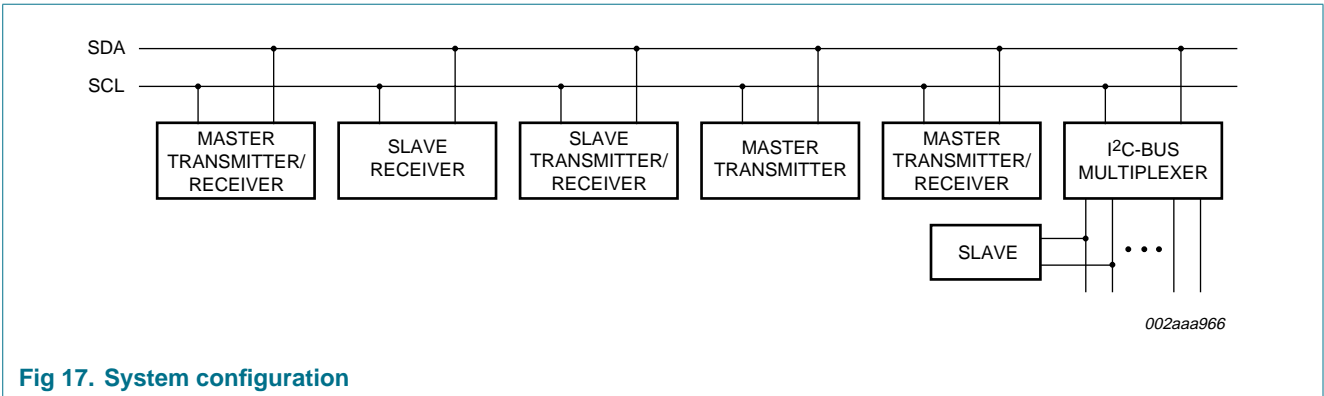 SDA
SCL
MASTER
TRANSMITTER/
RECEIVER
SLAVE
RECEIVER
SLAVE
TRANSMITTER/
RECEIVER
MASTER
TRANSMITTER
MASTER
TRANSMITTER/
RECEIVER
I²C-BUS
MULTIPLEXER
SLAVE
002aaa966
Fig 17. System configuration